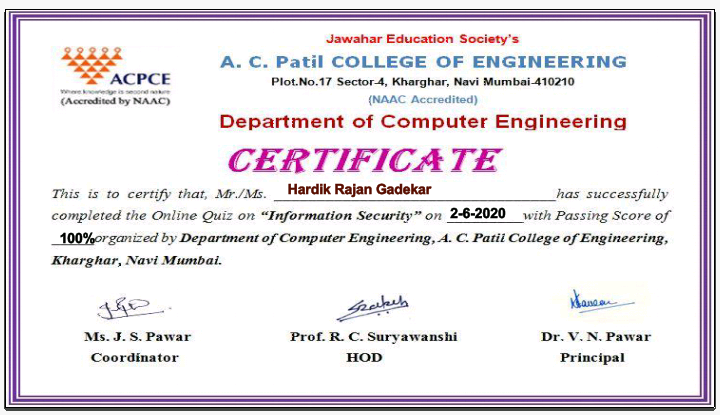 Jawahar Education Society's
A. C. Patil COLLEGE OF ENGINEERING
Plot.No.17 Sector-4, Kharghar, Navi Mumbai-410210
(NAAC Accredited)
ACPCE
Where knowledge is second nature
(Accredited by NAAC)
Department of Computer Engineering
CERTIFICATE
This is to certify that, Mr./Ms. Hardik Rajan Gadekar has successfully
completed the Online Quiz on “Information Security” on 2-6-2020 with Passing Score of
100% organized by Department of Computer Engineering, A. C. Patil College of Engineering,
Kharghar, Navi Mumbai.
Ms. J. S. Pawar
Coordinator
Prof. R. C. Suryawanshi
HOD
Dr. V. N. Pawar
Principal